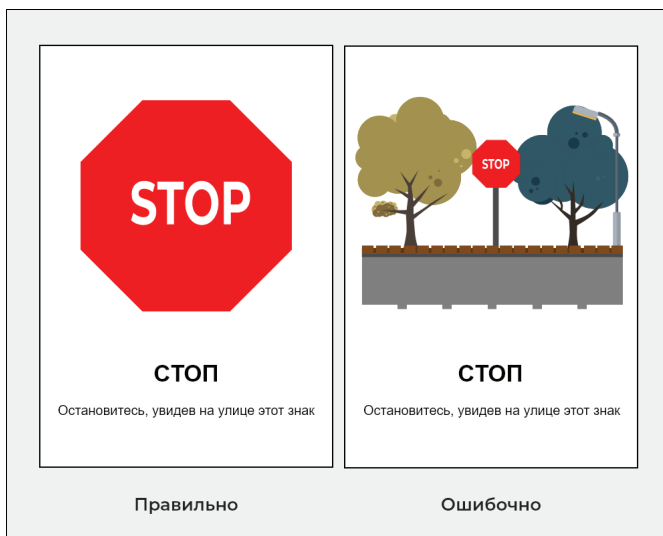 STOP
СТОП
Остановитесь, увидев на улице этот знак
Правильно
STOP
СТОП
Остановитесь, увидев на улице этот знак
Ошибочно